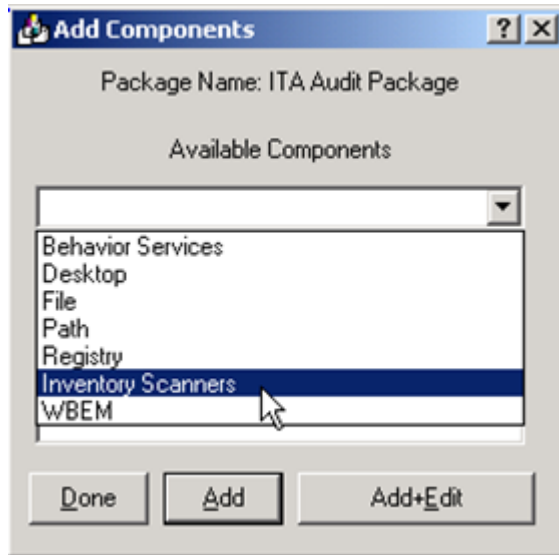 Add Components
Package Name: ITA Audit Package
Available Components
Behavior Services
Desktop
File
Path
Registry
Inventory Scanners
WBEM
Done Add Add+Edit